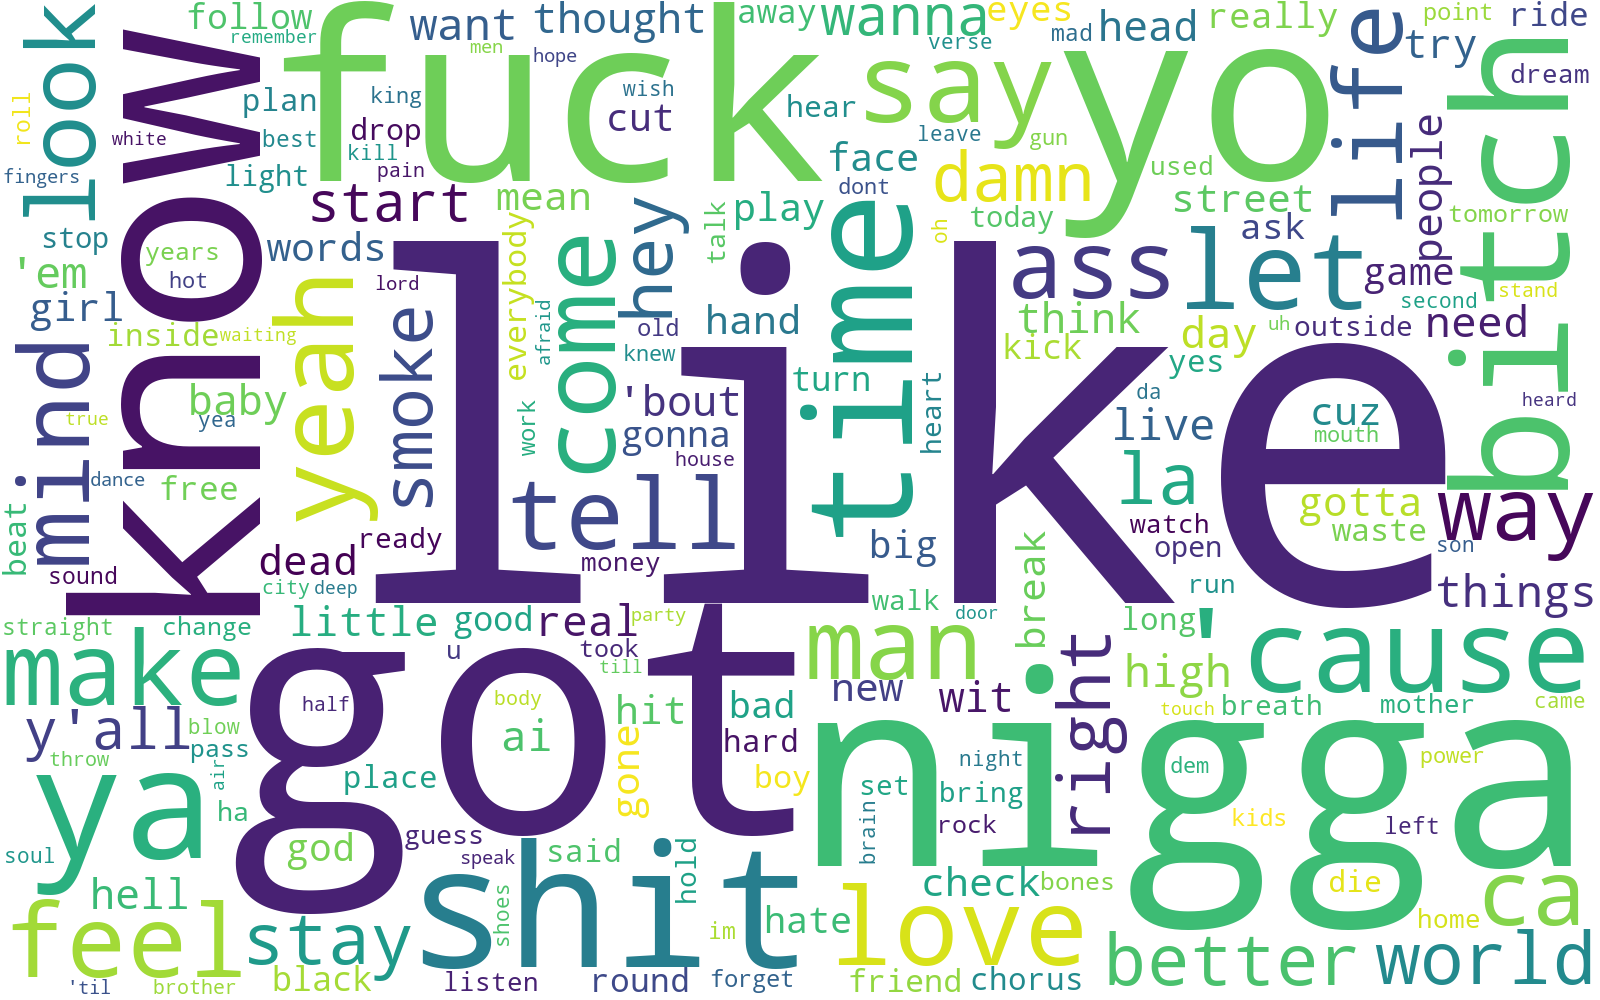 follow
remember
want
thought
away
wanna
eyes
really
point
ride
look
know
fuck
men
hope
verse
mad
head
say
yo
life
try
dream
bitch
roll
plan
king
wish
cut
hear
white
best
drop
kill
pain
leave
gun
fingers
light
start
mean
face
dont
damn
used
street
people
tomorrow
stop
years
words
everybody
hey
talk
play
time
oh
today
ask
'em
hot
lord
like
ass
let
game
second
stand
girl
yeah
smoke
afraid
come
old
hand
think
uh
outside
need
inside
waiting
knew
kick
day
yes
mind
baby
yea
true
work
'bout
turn
heart
da
cuz
heard
gonna
live
mouth
house
beat
dance
free
tell
la
gotta
way
ready
big
watch
waste
open
son
dead
sound
city
deep
money
break
run
things
straight
change
little
good
real
party
walk
door
long
'cause
make
u
took
till
got
man
right
high
y'all
half
body
ai
hit
bad
new
wit
nigga
touch
breath
mother
came
blow
pass
hard
throw
air
place
gone
boy
night
dem
power
ya
set
bring
ha
guess
rock
brain
kids
left
soul
god
speak
said
hold
shit
hell
check
bones
die
ca
feel
stay
shoes
im
hate
love
home
better
world
'til
brother
black
listen
round
forget
friend
chorus